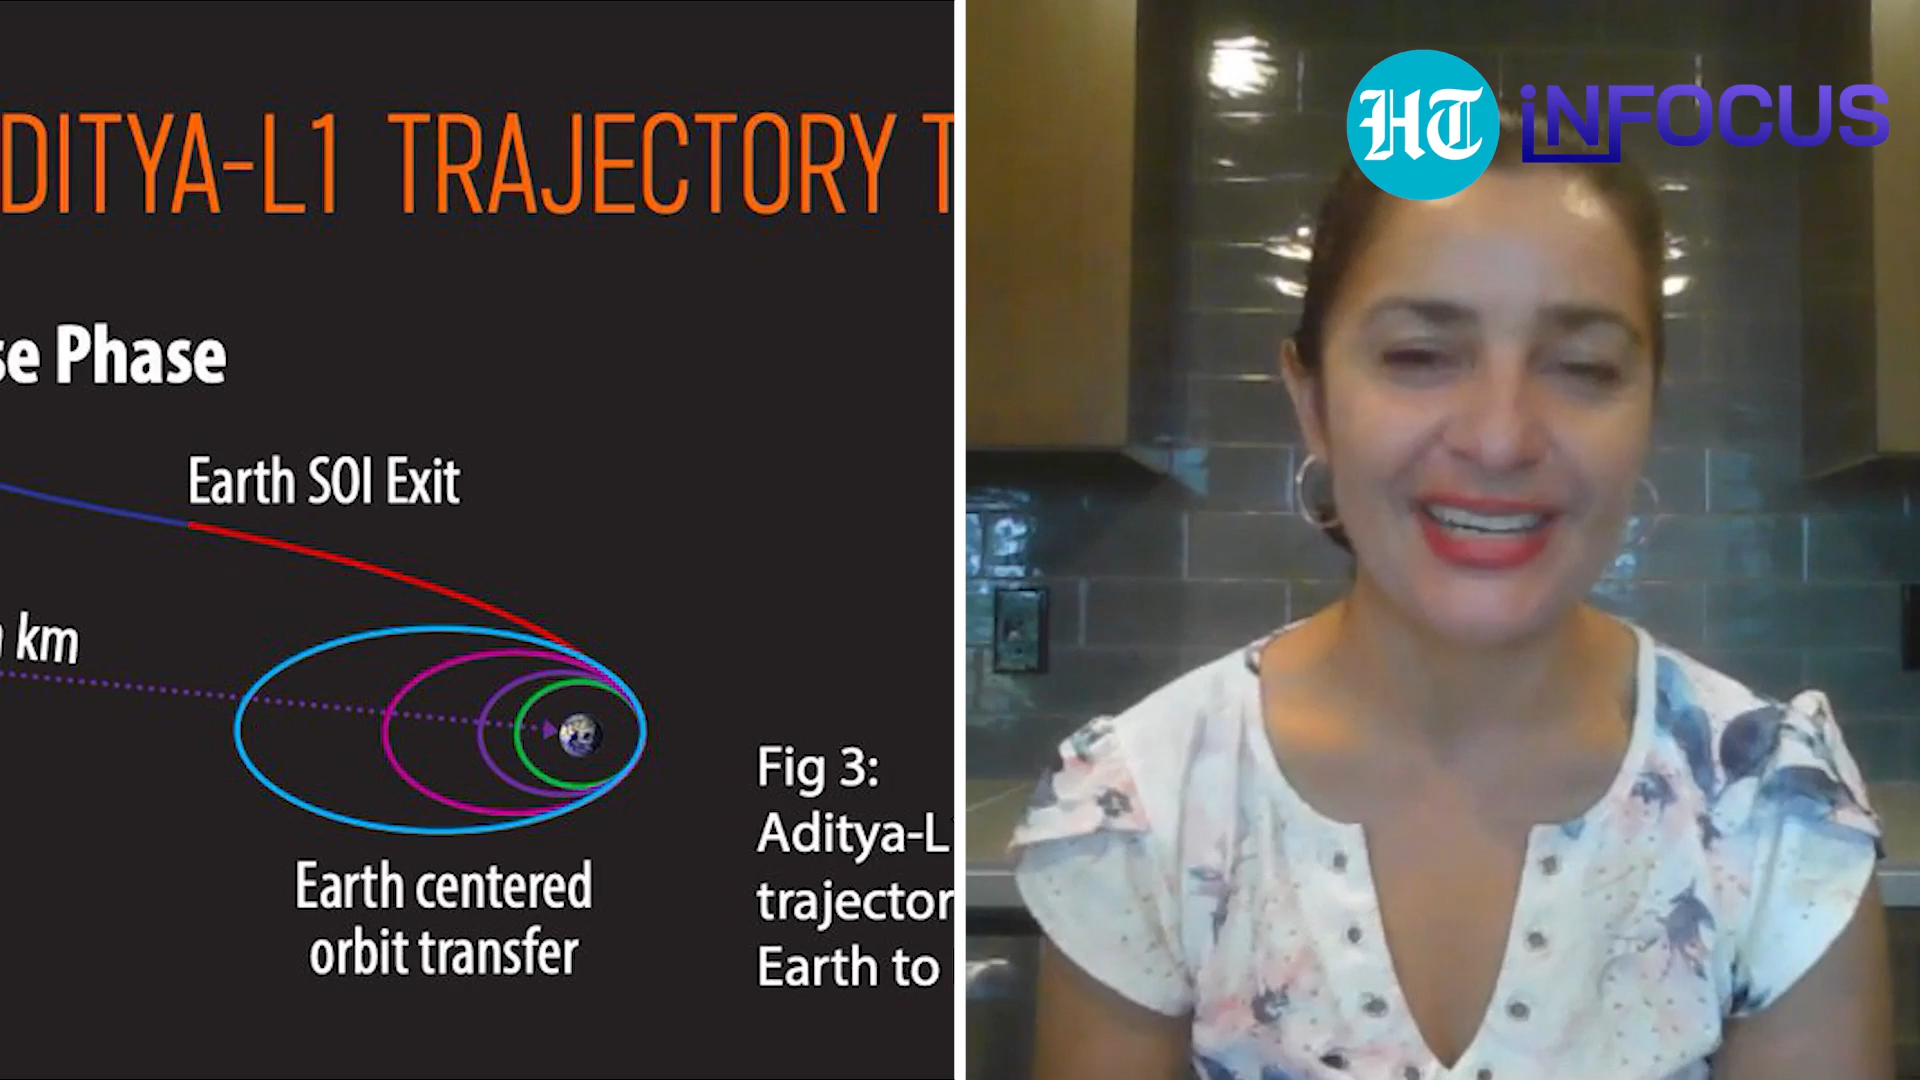 DITYA-L1 TRAJECTORY T
se Phase
Earth SOI Exit
km
Earth centered
orbit transfer
Fig 3:
Aditya-L
trajector
Earth to
HT iNFOCUS